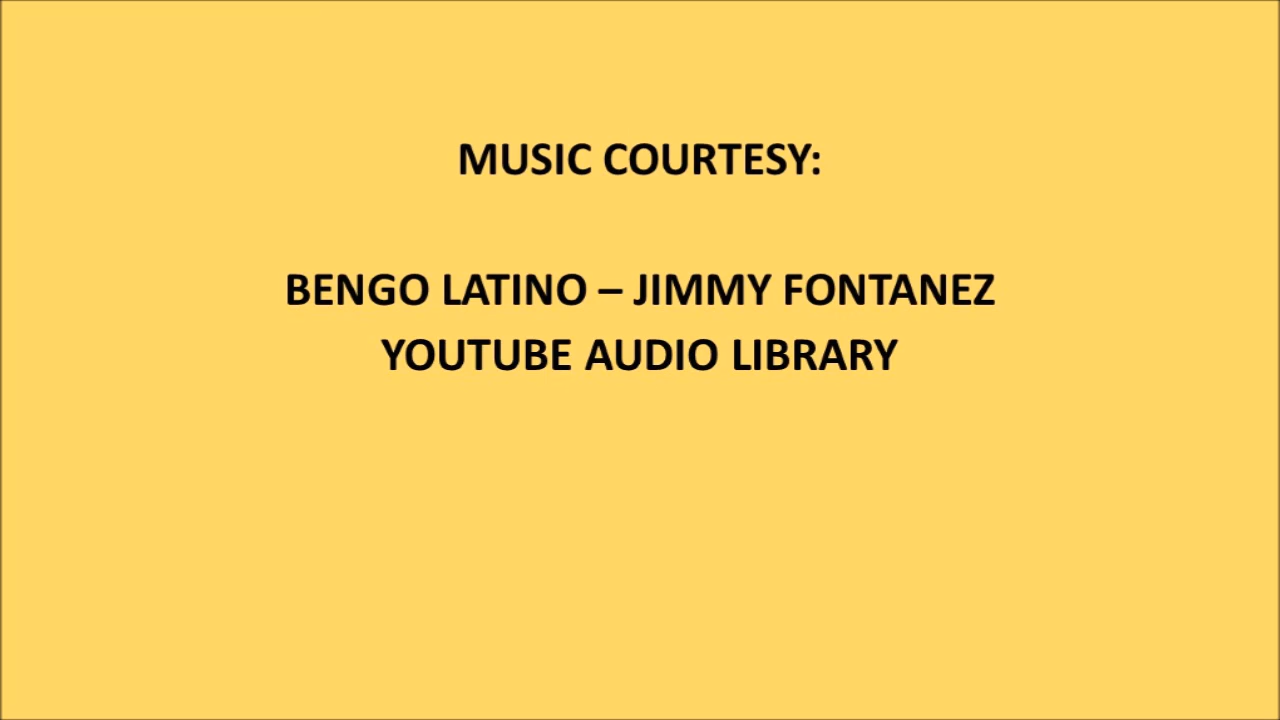 MUSIC COURTESY:
BENGO LATINO – JIMMY FONTANEZ
YOUTUBE AUDIO LIBRARY